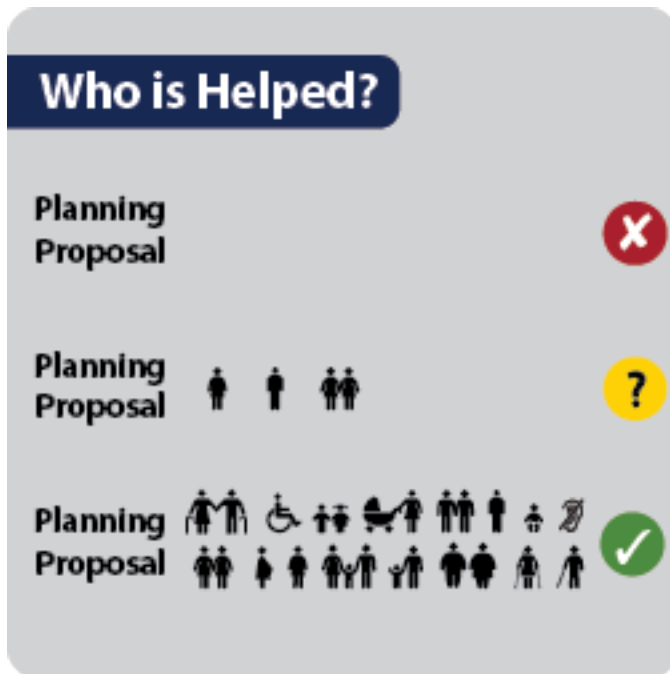 Who is Helped?
Planning
Proposal
Planning
Proposal
?
Planning
Proposal